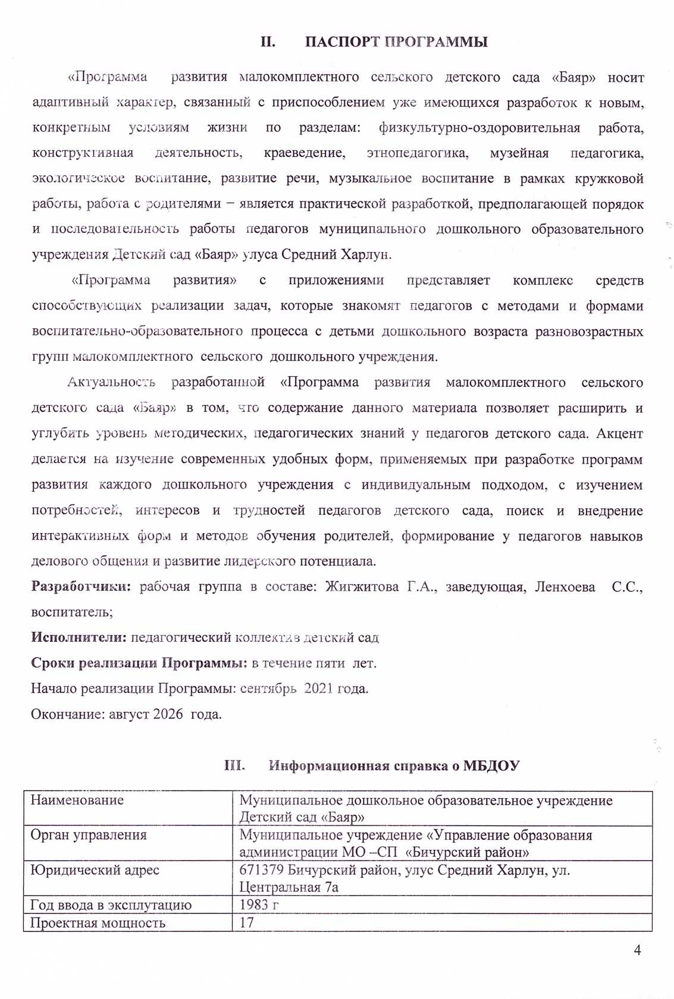 II. ПАСПОРТ ПРОГРАММЫ
«Программа развития малокомплектного сельского детского сада «Баяр» носит
адаптивный характер, связанный с приспособлением уже имеющихся разработок к новым,
конкретным условиям жизни по разделам: физкультурно-оздоровительная работа,
конструктивная деятельность, краеведение, этнопедагогика, музейная педагогика,
экологическое воспитание, развитие речи, музыкальное воспитание в рамках кружковой
работы, работа с родителями − является практической разработкой, предполагающей порядок
и последовательность работы педагогов муниципального дошкольного образовательного
учреждения Детский сад «Баяр» улуса Средний Харлун.
«Программа развития» с приложениями представляет комплекс средств
способствующих реализации задач, которые знакомят педагогов с методами и формами
воспитательно-образовательного процесса с детьми дошкольного возраста разновозрастных
групп малокомплектного сельского дошкольного учреждения.
Актуальность разработанной «Программа развития малокомплектного сельского
детского сада «Баяр» в том, что содержание данного материала позволяет расширить и
углубить уровень методических, педагогических знаний у педагогов детского сада. Акцент
делается на изучение современных удобных форм, применяемых при разработке программ
развития каждого дошкольного учреждения с индивидуальным подходом, с изучением
потребностей, интересов и трудностей педагогов детского сада, поиск и внедрение
интерактивных форм и методов обучения родителей, формирование у педагогов навыков
делового общения и развитие лидерского потенциала.
Разработчики: рабочая группа в составе: Жигжитова Г.А., заведующая, Ленхоева С.С.,
воспитатель;
Исполнители: педагогический коллектив детский сад
Сроки реализации Программы: в течение пяти лет.
Начало реализации Программы: сентябрь 2021 года.
Окончание: август 2026 года.
III. Информационная справка о МБДОУ
Наименование Муниципальное дошкольное образовательное учреждение
Детский сад «Баяр»
Орган управления Муниципальное учреждение «Управление образования
администрации МО –СП «Бичурский район»
Юридический адрес 671379 Бичурский район, улус Средний Харлун, ул.
Центральная 7а
Год ввода в эксплутацию 1983 г
Проектная мощность 17
4